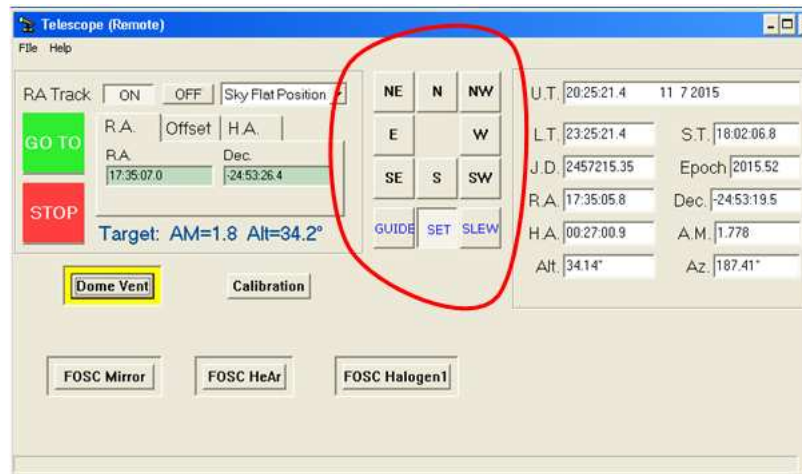 Telescope (Remote)
File Help
RA Track ON OFF Sky Flat Position
GO TO
STOP
R.A. Offset H.A.
R.A. Dec.
17:35:07.0 -24:53:26.4
Target: AM=1.8 Alt=34.2°
NE N NW
E W
SE S SW
GUIDE SET SLEW
U.T. 20:25:21.4 11 7 2015
L.T. 23:25:21.4 S.T. 18:02:06.8
J.D. 2457215.35 Epoch 2015.52
R.A. 17:35:05.8 Dec. -24:53:19.5
H.A. 00:27:00.9 A.M. 1.778
Alt. 34.14° Az. 187.41°
Dome Vent Calibration
FOSC Mirror FOSC HeAr FOSC Halogen1